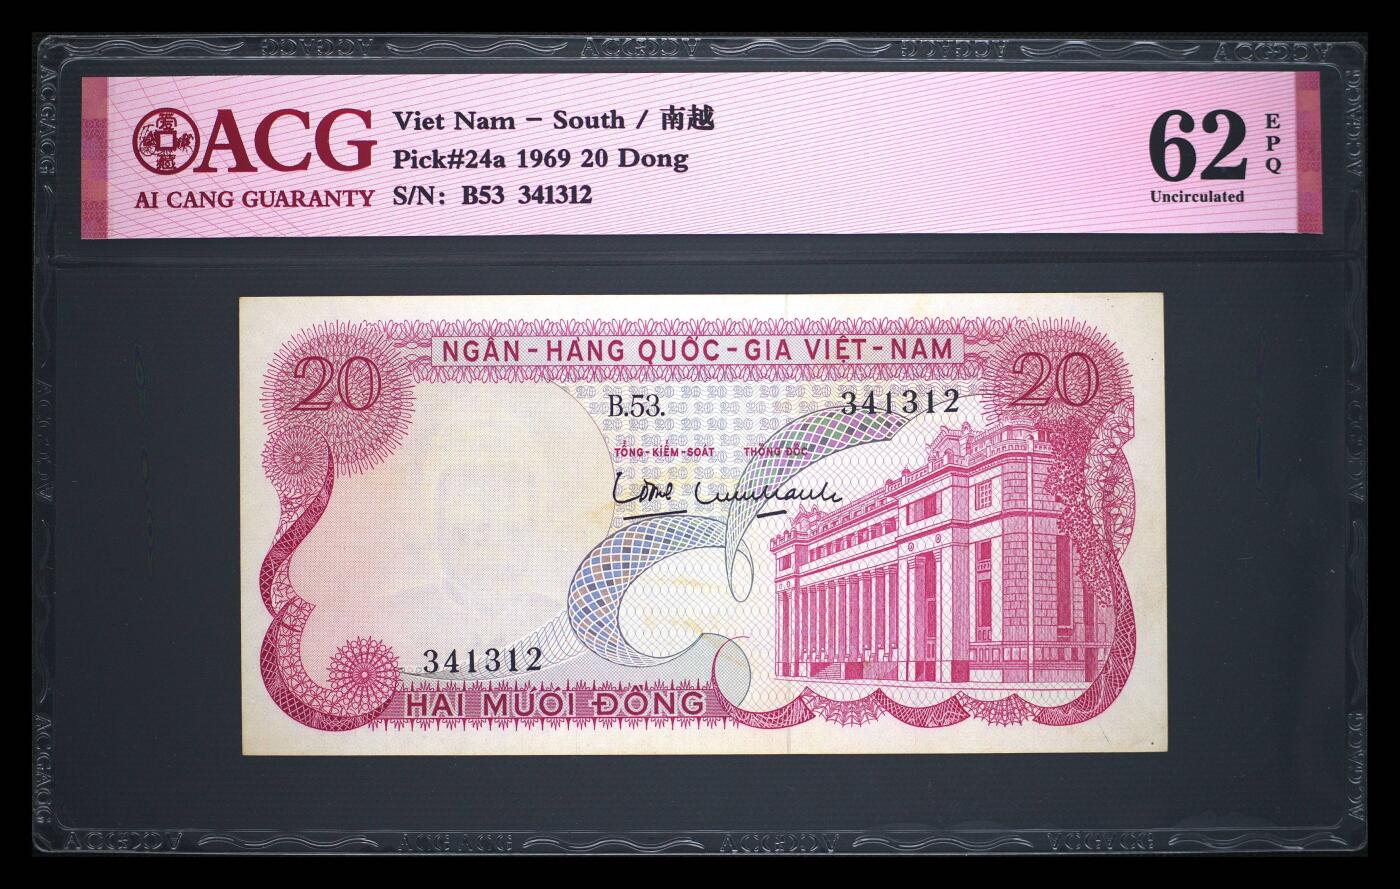 ACG
AI CANG GUARANTY
Viet Nam – South / 南越
Pick#24a 1969 20 Dong
S/N: B53 341312
62
EPQ
Uncirculated
20
NGÂN - HÀNG QUỐC - GIA VIỆT - NAM
20
B.53.
341312
TỔNG - KIỂM - SOÁT
THỐNG ĐỐC
341312
HAI MƯƠI ĐỒNG